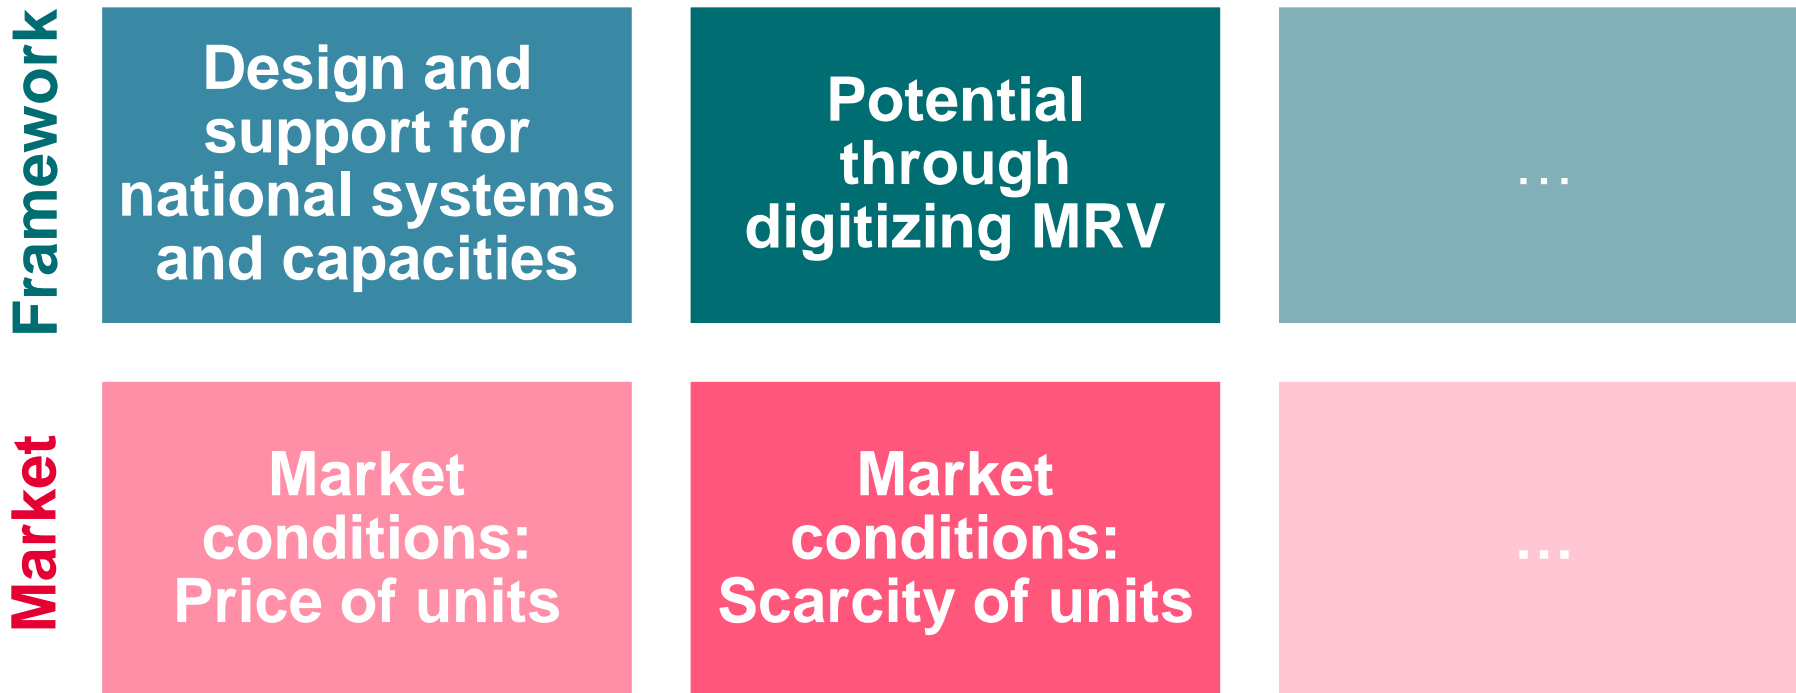 Framework
Design and
support for
national systems
and capacities
Potential
through
digitizing MRV
…
Market
Market
conditions:
Price of units
Market
conditions:
Scarcity of units
…